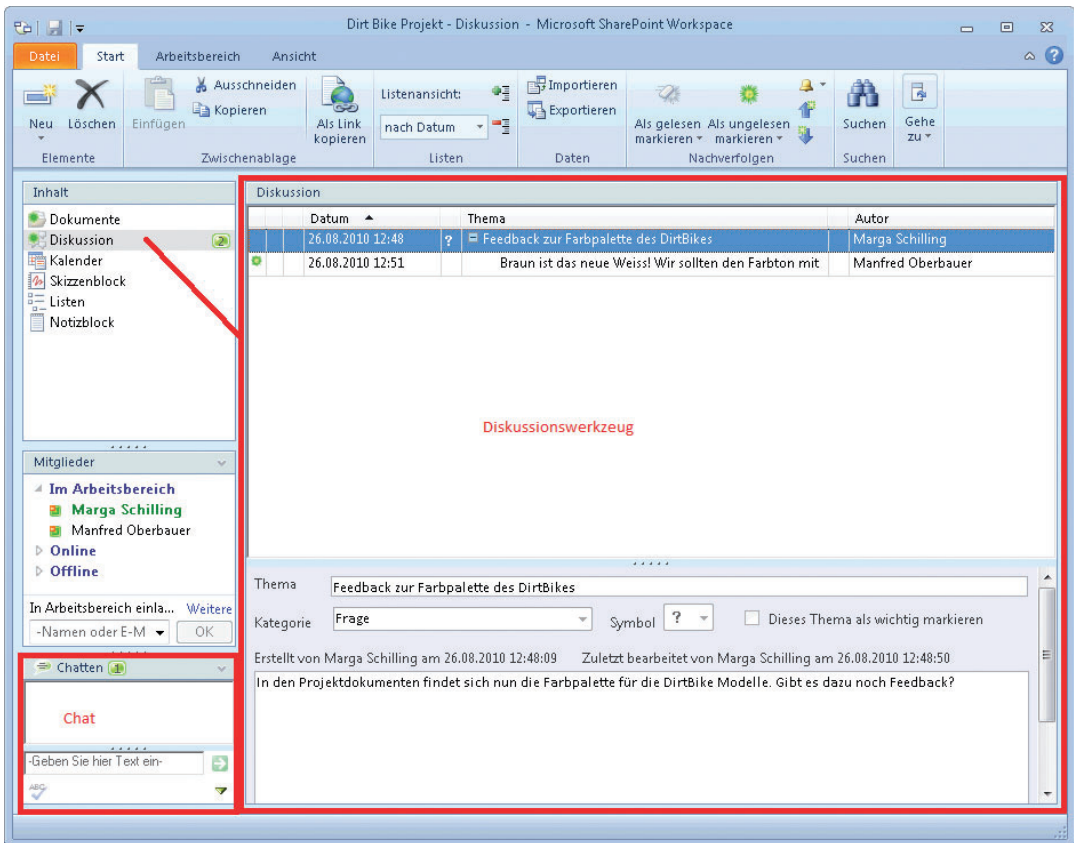 Dirt Bike Projekt - Diskussion - Microsoft SharePoint Workspace
Datei Start Arbeitsbereich Ansicht
Neu
Löschen
Einfügen
Ausschneiden
Kopieren
Als Link
kopieren
Listenansicht:
nach Datum
Importieren
Exportieren
Als gelesen
markieren
Als ungelesen
markieren
Suchen
Gehe
zu
Elemente Zwischenablage Listen Daten Nachverfolgen Suchen
Inhalt
Dokumente
Diskussion 2
Kalender
Skizzenblock
Listen
Notizblock
Mitglieder
Im Arbeitsbereich
Marga Schilling
Manfred Oberbauer
Online
Offline
In Arbeitsbereich einla... Weitere
-Namen oder E-M OK
Chatten 1
Chat
-Geben Sie hier Text ein-
ABC
Diskussion
Datum Thema Autor
26.08.2010 12:48 ? Feedback zur Farbpalette des DirtBikes Marga Schilling
26.08.2010 12:51 Braun ist das neue Weiss! Wir sollten den Farbton mit Manfred Oberbauer
Diskussionswerkzeug
Thema Feedback zur Farbpalette des DirtBikes
Kategorie Frage Symbol ? Dieses Thema als wichtig markieren
Erstellt von Marga Schilling am 26.08.2010 12:48:09 Zuletzt bearbeitet von Marga Schilling am 26.08.2010 12:48:50
In den Projektdokumenten findet sich nun die Farbpalette für die DirtBike Modelle. Gibt es dazu noch Feedback?